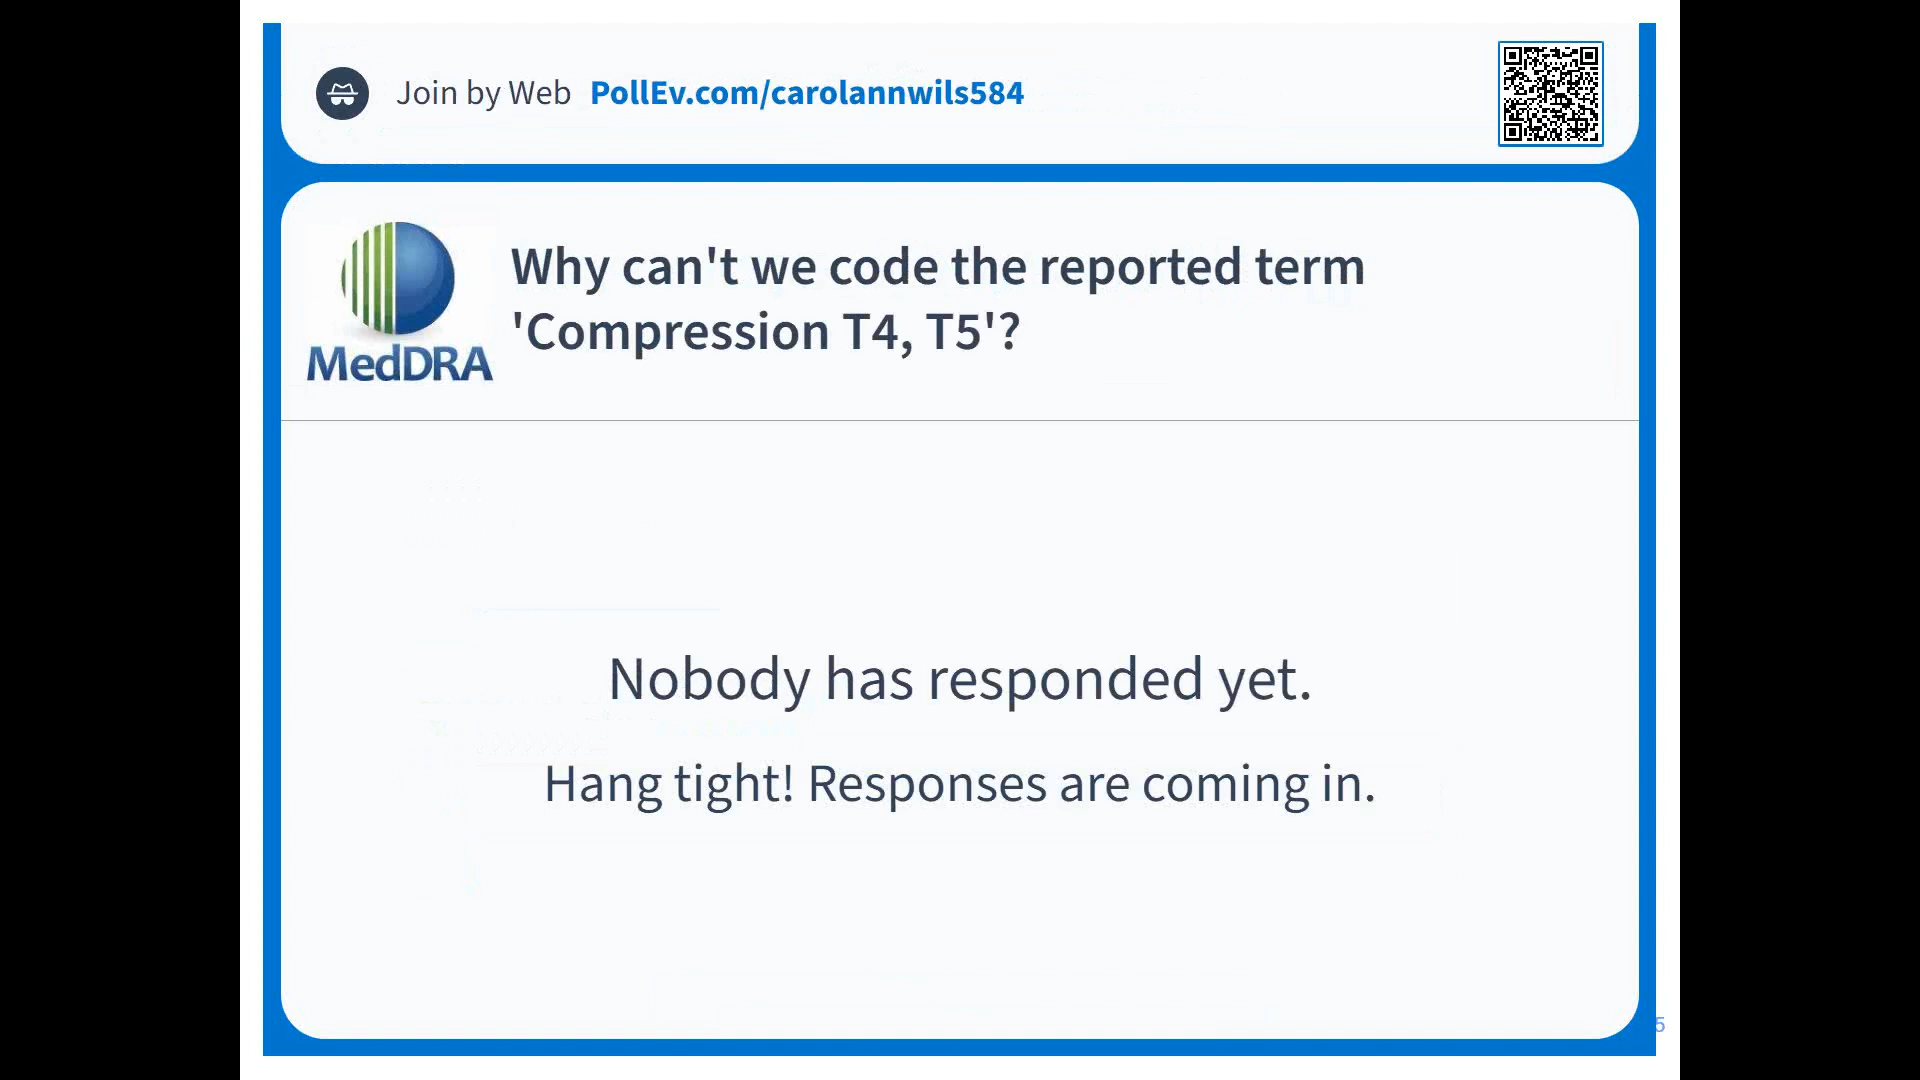 Join by Web PollEv.com/carolannwils584
MedDRA
Why can't we code the reported term
'Compression T4, T5'?
Nobody has responded yet.
Hang tight! Responses are coming in.
5